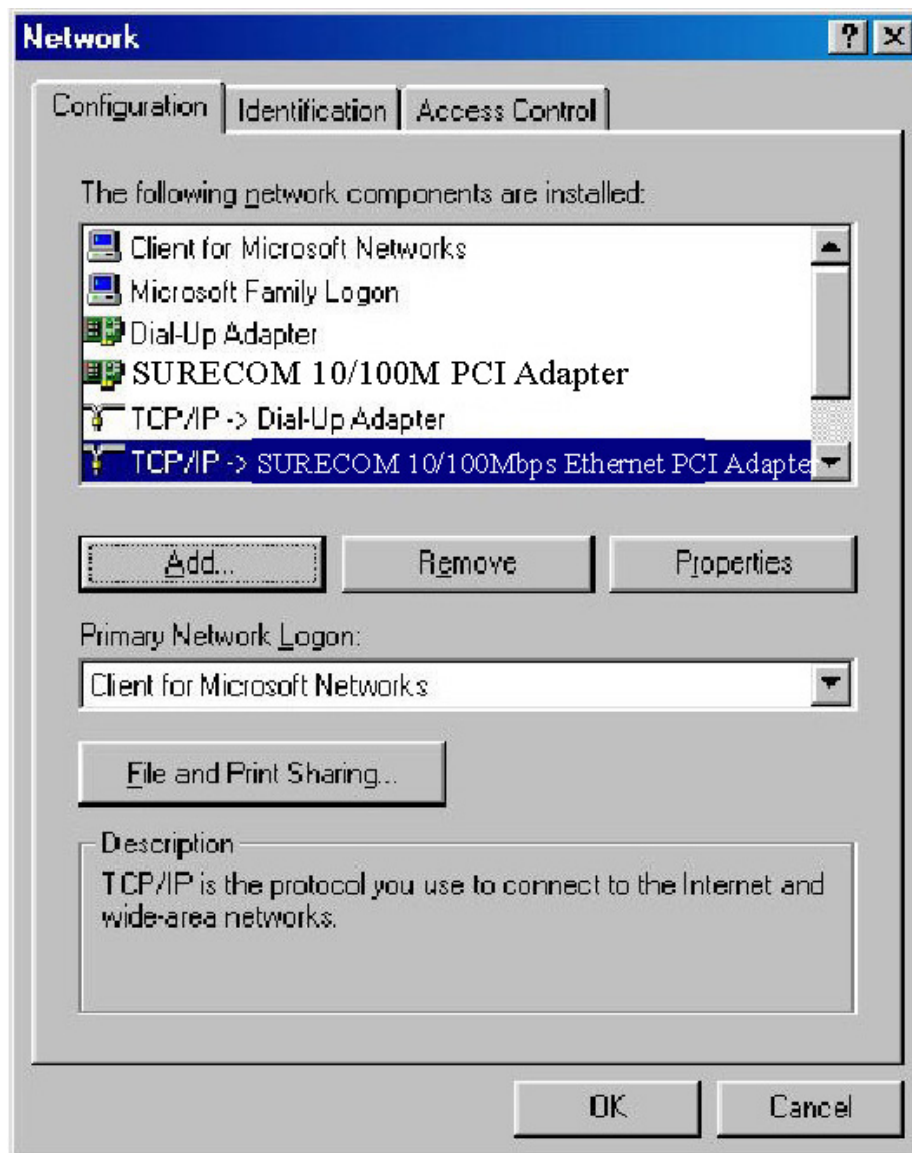 Network
Configuration Identification Access Control
The following network components are installed:
Client for Microsoft Networks
Microsoft Family Logon
Dial-Up Adapter
SURECOM 10/100M PCI Adapter
TCP/IP -> Dial-Up Adapter
TCP/IP -> SURECOM 10/100Mbps Ethernet PCI Adapte
Add... Remove Properties
Primary Network Logon:
Client for Microsoft Networks
File and Print Sharing...
Description
TCP/IP is the protocol you use to connect to the Internet and
wide-area networks.
OK Cancel